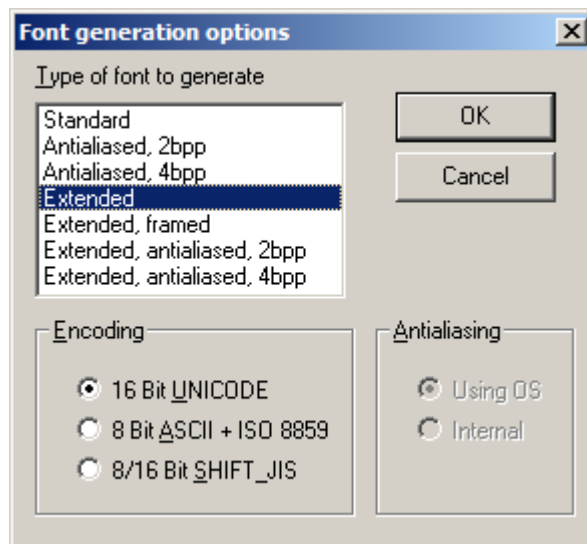 Font generation options
Type of font to generate
Standard
Antialiased, 2bpp
Antialiased, 4bpp
Extended
Extended, framed
Extended, antialiased, 2bpp
Extended, antialiased, 4bpp
OK
Cancel
Encoding
16 Bit UNICODE
8 Bit ASCII + ISO 8859
8/16 Bit SHIFT_JIS
Antialiasing
Using OS
Internal